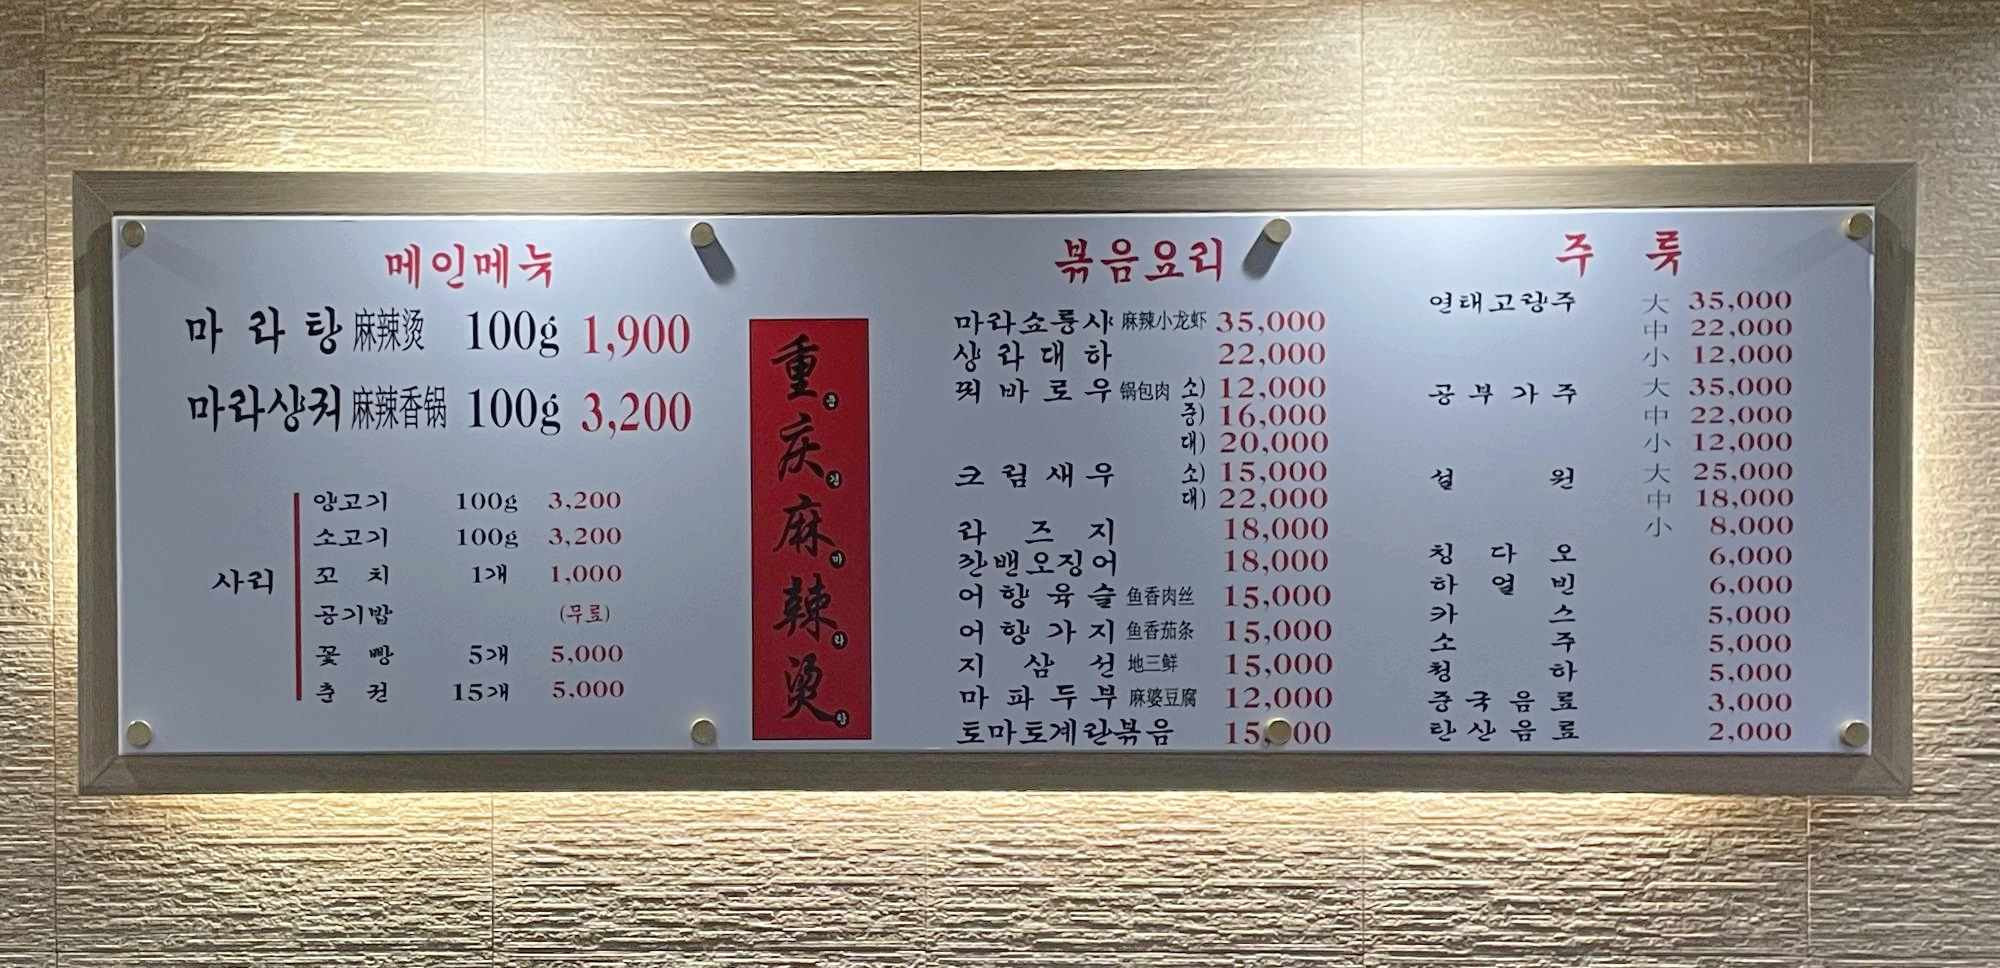 메인메뉴
마라탕 麻辣烫 100g 1,900
마라샹궈 麻辣香锅 100g 3,200
사리
양고기 100g 3,200
소고기 100g 3,200
꼬치 1개 1,000
공기밥 (무료)
꽃빵 5개 5,000
춘권 15개 5,000
重庆麻辣烫
중경마라탕
볶음요리
마라쇼룽샤 麻辣小龙虾 35,000
샹라대하 22,000
꿔바로우 锅包肉 소) 12,000
중) 16,000
대) 20,000
크림새우 소) 15,000
대) 22,000
라즈지 18,000
칸밴오징어 18,000
어향육슬 鱼香肉丝 15,000
어향가지 鱼香茄条 15,000
지삼선 地三鲜 15,000
마파두부 麻婆豆腐 12,000
토마토계란볶음
주류
연태고량주 大 35,000
中 22,000
小 12,000
공부가주 大 35,000
中 22,000
小 12,000
설원 大 25,000
中 18,000
小 8,000
칭다오 6,000
하얼빈 6,000
카스 5,000
소주 5,000
청하 5,000
중국음료 3,000
탄산음료 2,000